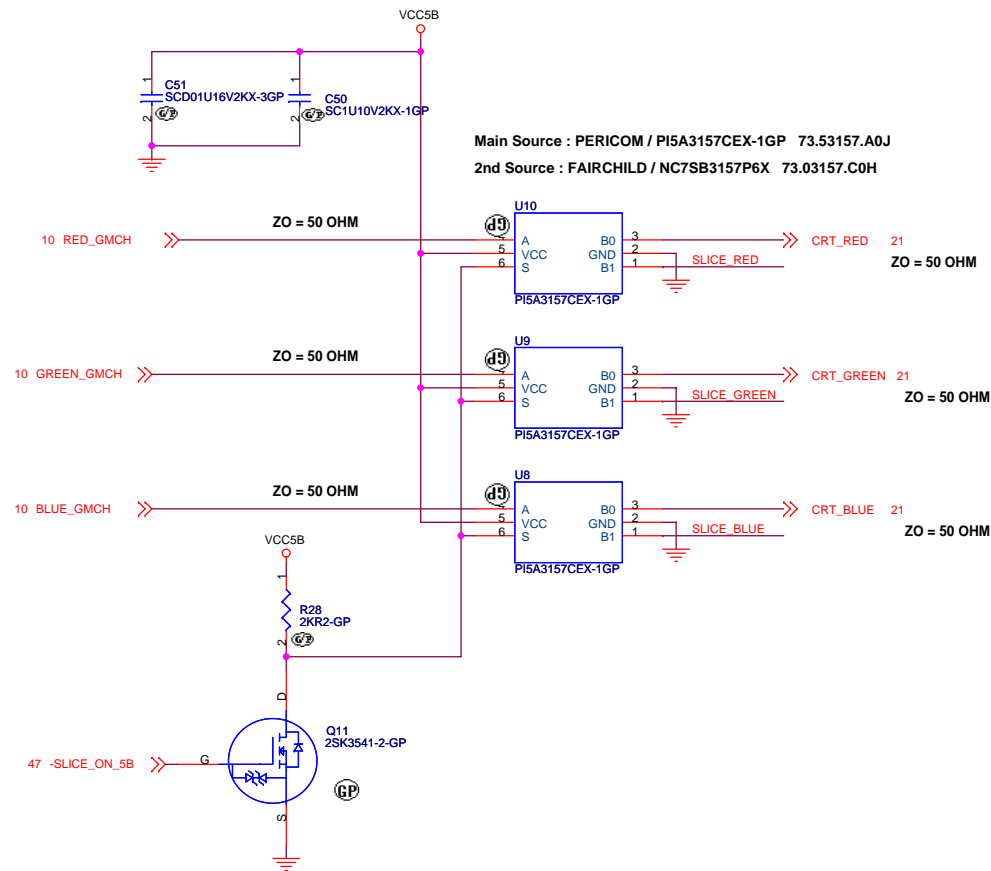 VCC5B
1
C51
SCD01U16V2KX-3GP
2
G/P
1
C50
SC1U10V2KX-1GP
2
G/P
Main Source : PERICOM / PI5A3157CEX-1GP 73.53157.A0J
2nd Source : FAIRCHILD / NC7SB3157P6X 73.03157.C0H
10 RED_GMCH
ZO = 50 OHM
GP
U10
4 A
5 VCC
6 S
B0 3
GND 2
B1 1
PI5A3157CEX-1GP
CRT_RED 21
SLICE_RED
ZO = 50 OHM
10 GREEN_GMCH
ZO = 50 OHM
GP
U9
4 A
5 VCC
6 S
B0 3
GND 2
B1 1
PI5A3157CEX-1GP
CRT_GREEN 21
SLICE_GREEN
ZO = 50 OHM
10 BLUE_GMCH
ZO = 50 OHM
GP
U8
4 A
5 VCC
6 S
B0 3
GND 2
B1 1
PI5A3157CEX-1GP
CRT_BLUE 21
SLICE_BLUE
ZO = 50 OHM
VCC5B
1
R28
2KR2-GP
2
G/P
D
Q11
2SK3541-2-GP
47 -SLICE_ON_5B
G
GP
S